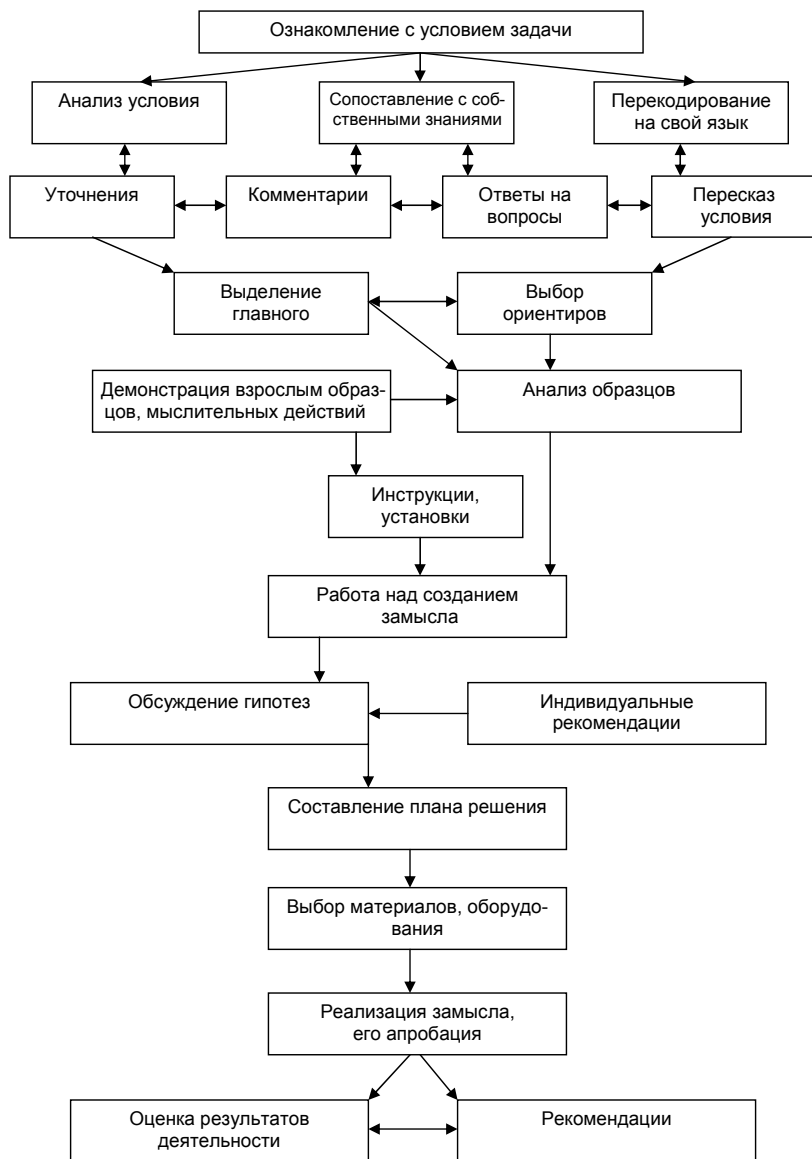 Ознакомление с условием задачи
Анализ условия
Сопоставление с соб-
ственными знаниями
Перекодирование
на свой язык
Уточнения
Комментарии
Ответы на
вопросы
Пересказ
условия
Выделение
главного
Выбор
ориентиров
Демонстрация взрослым образ-
цов, мыслительных действий
Анализ образцов
Инструкции,
установки
Работа над созданием
замысла
Обсуждение гипотез
Индивидуальные
рекомендации
Составление плана решения
Выбор материалов, оборудо-
вания
Реализация замысла,
его апробация
Оценка результатов
деятельности
Рекомендации